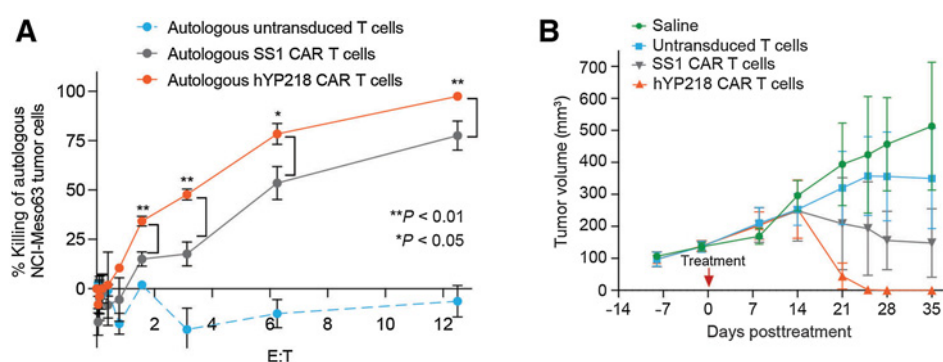 A
Autologous untransduced T cells
Autologous SS1 CAR T cells
Autologous hYP218 CAR T cells
% Killing of autologous
NCI-Meso63 tumor cells
100
75
50
25
0
**
**
*
**
**P < 0.01
*P < 0.05
2
4
6
8
10
12
E:T
B
Saline
Untransduced T cells
SS1 CAR T cells
hYP218 CAR T cells
Tumor volume (mm³)
700
600
500
400
300
200
100
0
Treatment
–14
–7
0
7
14
21
28
35
Days posttreatment